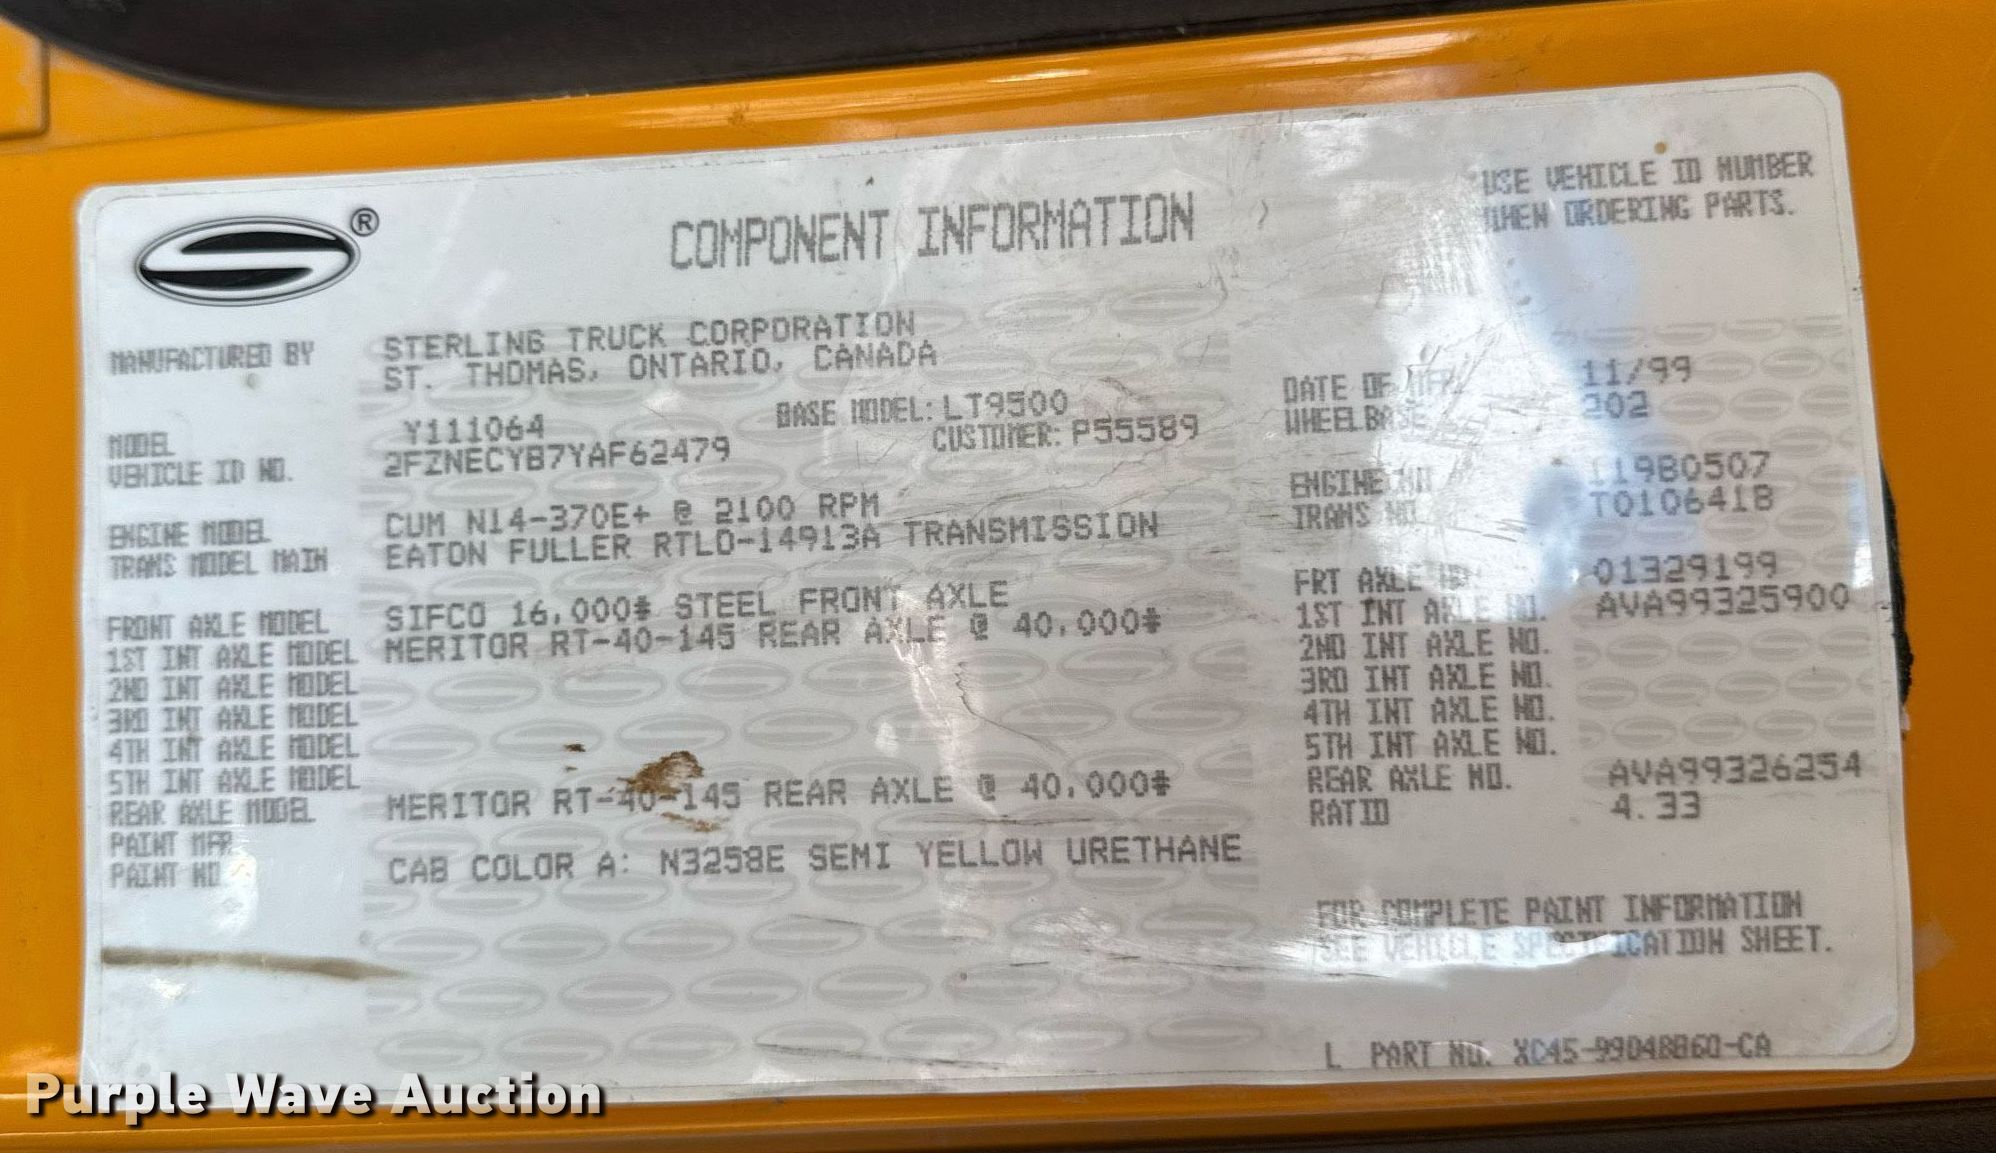 ®
COMPONENT INFORMATION
USE VEHICLE ID NUMBER
WHEN ORDERING PARTS.
MANUFACTURED BY STERLING TRUCK CORPORATION
ST. THOMAS, ONTARIO, CANADA
MODEL Y111064 BASE MODEL: LT9500 DATE OF MFR 11/99
VEHICLE ID NO. 2FZNECYB7YAF62479 CUSTOMER: P55589 WHEELBASE 202
ENGINE MODEL CUM N14-370E+ @ 2100 RPM ENGINE 11980507
TRANS MODEL MAIN EATON FULLER RTLO-14913A TRANSMISSION TRANS NO. T0106418
FRONT AXLE MODEL SIFCO 16,000# STEEL FRONT AXLE FRT AXLE NO. 01329199
1ST INT AXLE MODEL MERITOR RT-40-145 REAR AXLE @ 40,000# 1ST INT AXLE NO. AVA99325900
2ND INT AXLE MODEL 2ND INT AXLE NO.
3RD INT AXLE MODEL 3RD INT AXLE NO.
4TH INT AXLE MODEL 4TH INT AXLE NO.
5TH INT AXLE MODEL 5TH INT AXLE NO.
REAR AXLE MODEL MERITOR RT-40-145 REAR AXLE @ 40,000# REAR AXLE NO. AVA99326254
PAINT MFR RATIO 4.33
PAINT NO CAB COLOR A: N3258E SEMI YELLOW URETHANE
FOR COMPLETE PAINT INFORMATION
SEE VEHICLE SPECIFICATION SHEET.
L PART NO. XC45-9904BB60-CA
Purple Wave Auction